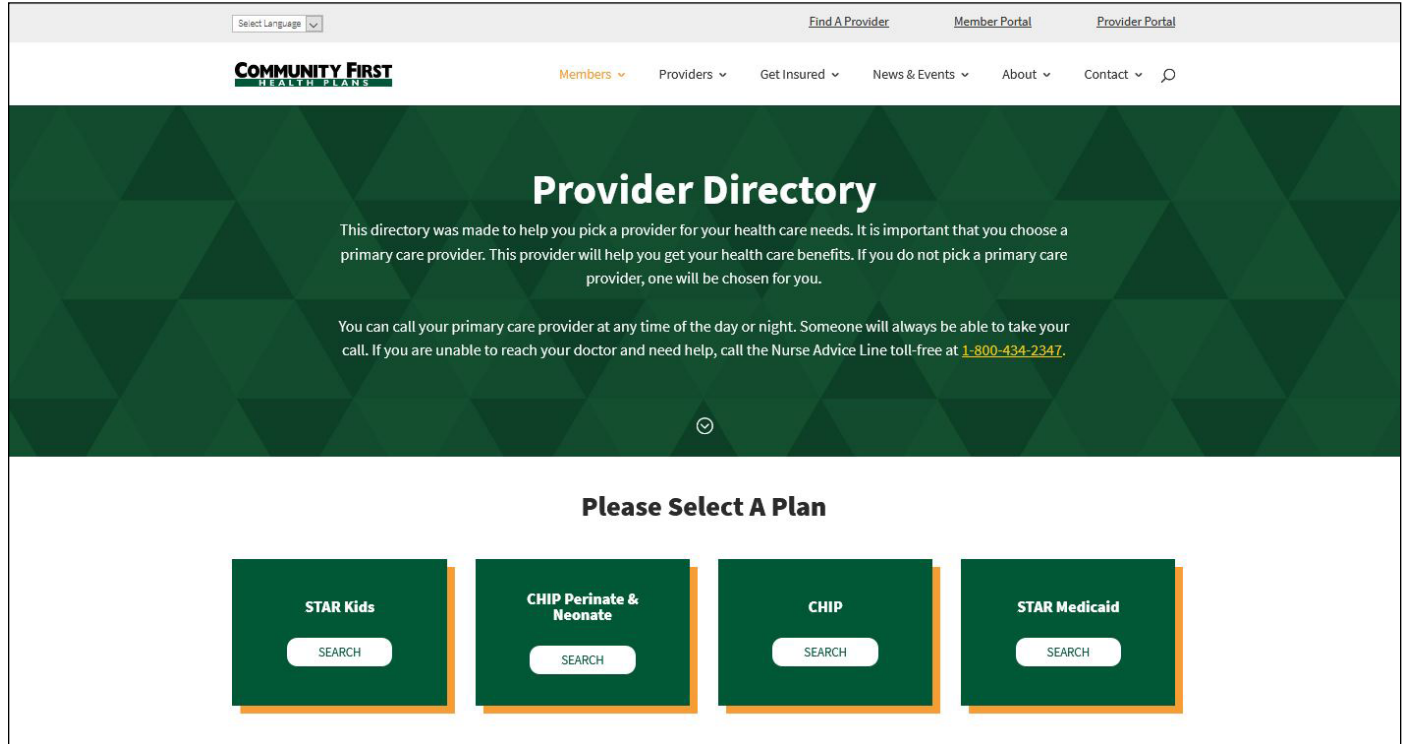 Select Language
Find A Provider Member Portal Provider Portal
COMMUNITY FIRST
HEALTH PLANS
Members Providers Get Insured News & Events About Contact
Provider Directory
This directory was made to help you pick a provider for your health care needs. It is important that you choose a
primary care provider. This provider will help you get your health care benefits. If you do not pick a primary care
provider, one will be chosen for you.
You can call your primary care provider at any time of the day or night. Someone will always be able to take your
call. If you are unable to reach your doctor and need help, call the Nurse Advice Line toll-free at 1-800-434-2347.
Please Select A Plan
STAR Kids
SEARCH
CHIP Perinate &
Neonate
SEARCH
CHIP
SEARCH
STAR Medicaid
SEARCH